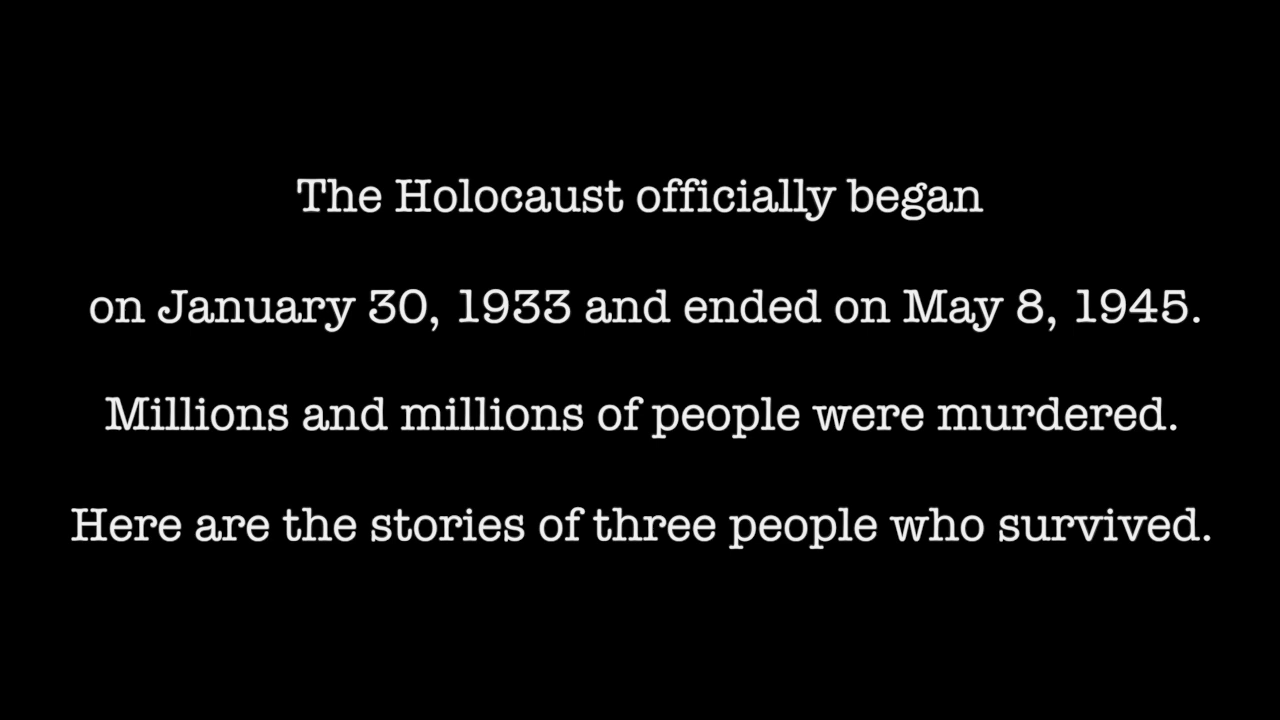 The Holocaust officially began
on January 30, 1933 and ended on May 8, 1945.
Millions and millions of people were murdered.
Here are the stories of three people who survived.